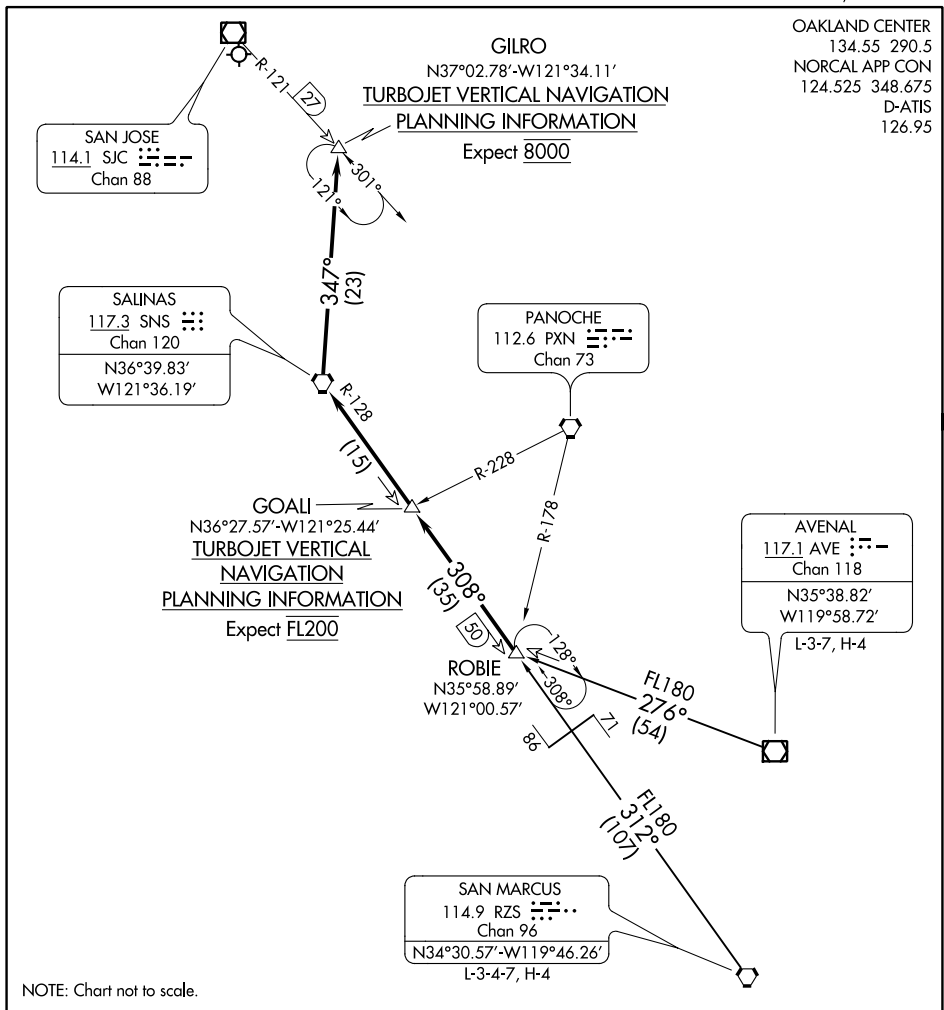 OAKLAND CENTER
134.55 290.5
NORCAL APP CON
124.525 348.675
D-ATIS
126.95
GILRO
N37°02.78'-W121°34.11'
TURBOJET VERTICAL NAVIGATION
PLANNING INFORMATION
Expect 8000
R-121
27
SAN JOSE
114.1 SJC
Chan 88
121°
301°
347°
(23)
SALINAS
117.3 SNS
Chan 120
N36°39.83'
W121°36.19'
PANOCHE
112.6 PXN
Chan 73
R-128
(15)
R-228
R-178
GOALI
N36°27.57'-W121°25.44'
TURBOJET VERTICAL
NAVIGATION
PLANNING INFORMATION
Expect FL200
AVENAL
117.1 AVE
Chan 118
N35°38.82'
W119°58.72'
L-3-7, H-4
308°
(35)
50
128°
308°
ROBIE
N35°58.89'
W121°00.57'
FL180
276°
(54)
86
71
FL180
312°
(107)
SAN MARCUS
114.9 RZS
Chan 96
N34°30.57'-W119°46.26'
L-3-4-7, H-4
NOTE: Chart not to scale.